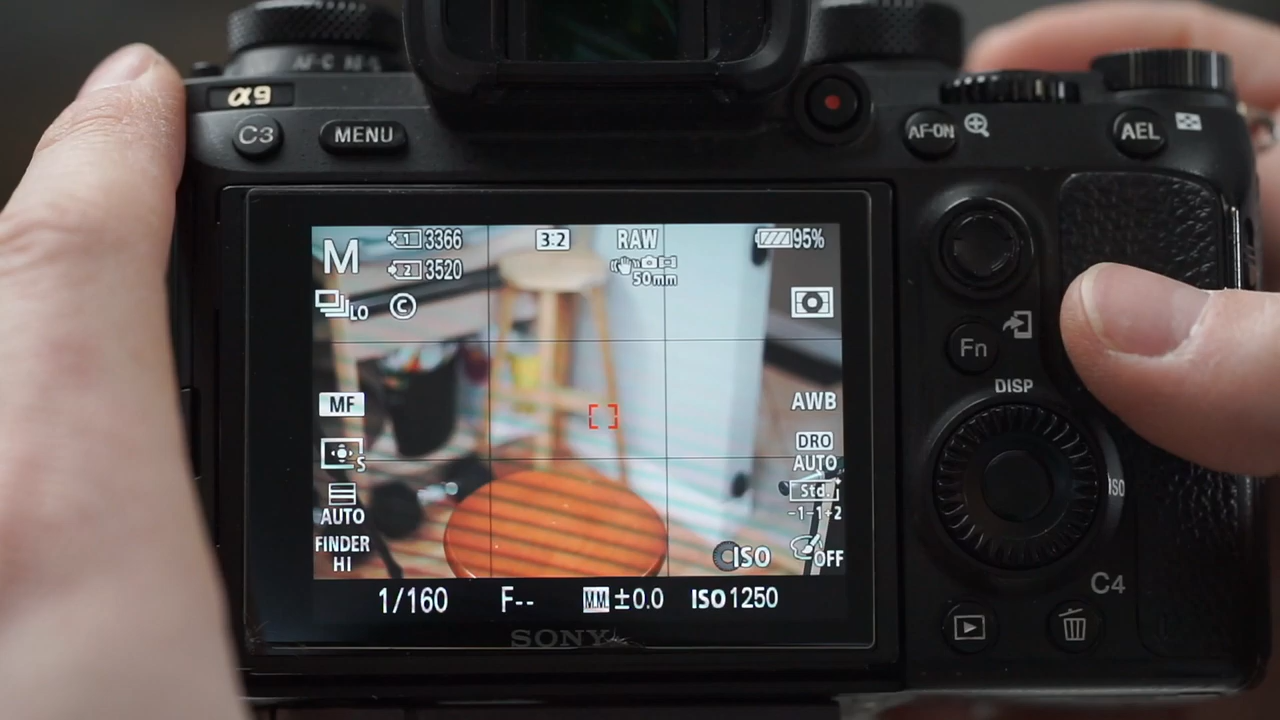 α9
C3
MENU
AF-ON
AEL
M
1 3366
2 3520
3:2
RAW
50mm
95%
LO
©
MF
S
AUTO
FINDER
HI
AWB
DRO
AUTO
Std.
-1-1+2
ISO
OFF
1/160
F--
M.M. ±0.0
ISO 1250
SONY
Fn
DISP
ISO
C4